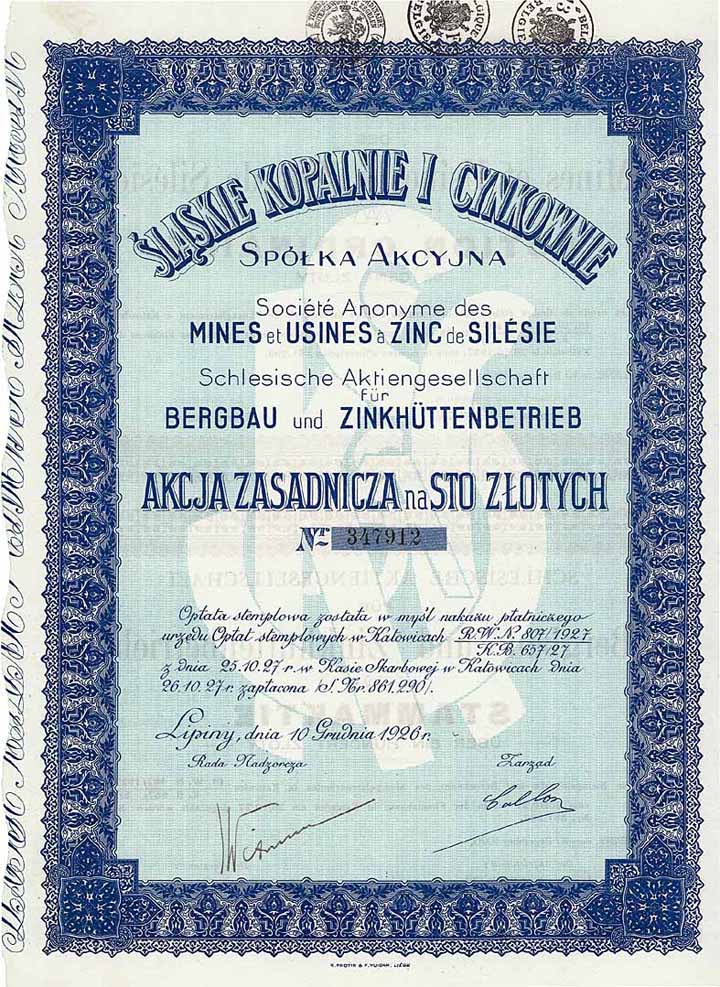 ŚLĄSKIE KOPALNIE I CYNKOWNIE
SPÓŁKA AKCYJNA
Société Anonyme des
MINES et USINES à ZINC de SILÉSIE
Schlesische Aktiengesellschaft
für
BERGBAU und ZINKHÜTTENBETRIEB
AKCJA ZASADNICZA na STO ZŁOTYCH
Nr. 347912
Opłata stemplowa została w myśl nakazu płatniczego
urzędu Opłat stemplowych w Katowicach R.W. № 807/1927
K.B. 657/27
z dnia 25.10.27 r. w Kasie Skarbowej w Katowicach dnia
26.10.27 r. zapłacona (S. Nr. 861.290).
Lipiny, dnia 10 Grudnia 1926 r.
Rada Nadzorcza Zarząd
LIÉGE